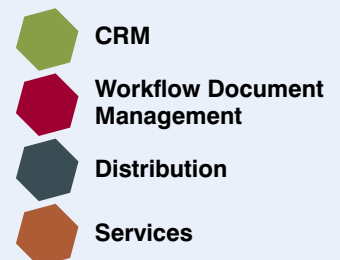 CRM
Workflow Document
Management
Distribution
Services